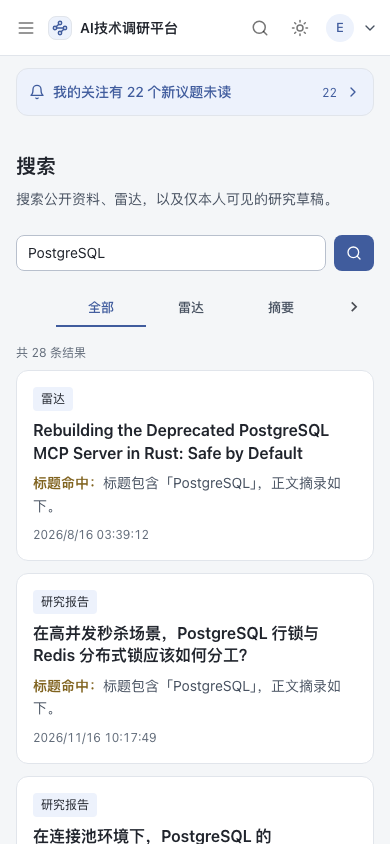 AI技术调研平台
E
我的关注有 22 个新议题未读
22
搜索
搜索公开资料、雷达，以及仅本人可见的研究草稿。
PostgreSQL
全部
雷达
摘要
共 28 条结果
雷达
Rebuilding the Deprecated PostgreSQL
MCP Server in Rust: Safe by Default
标题命中：标题包含「PostgreSQL」，正文摘录如
下。
2026/8/16 03:39:12
研究报告
在高并发秒杀场景，PostgreSQL 行锁与
Redis 分布式锁应该如何分工？
标题命中：标题包含「PostgreSQL」，正文摘录如
下。
2026/11/16 10:17:49
研究报告
在连接池环境下，PostgreSQL 的